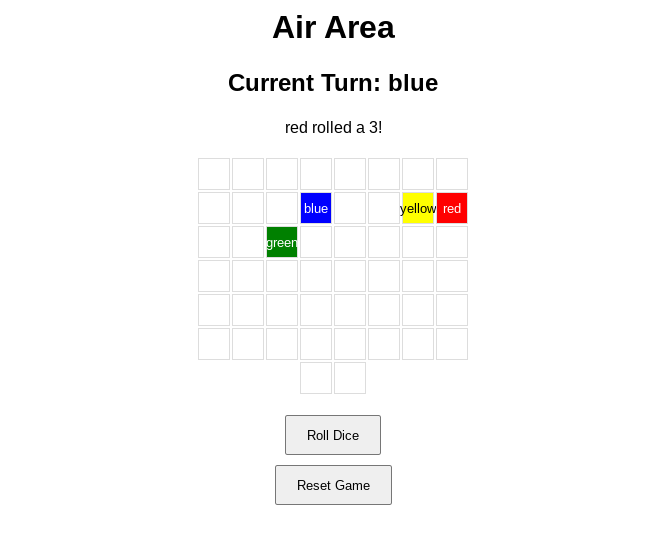 Air Area
Current Turn: blue
red rolled a 3!
blue yellow red
green
Roll Dice
Reset Game